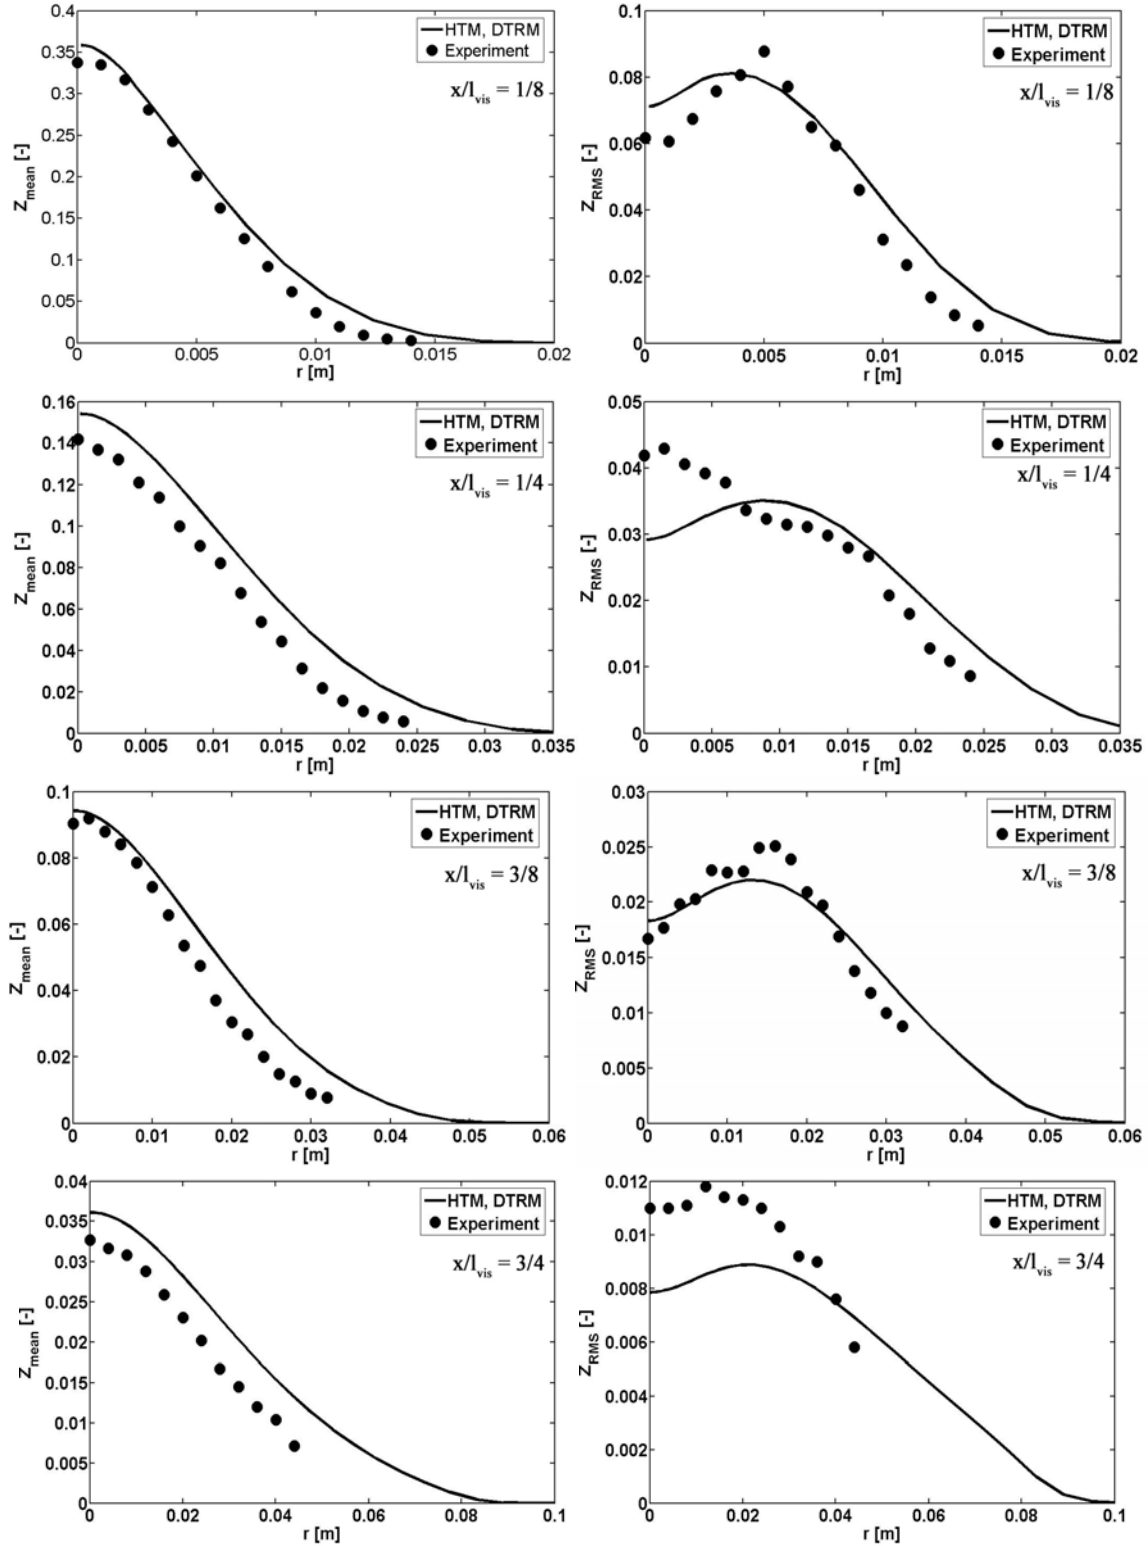 0.4
0.35
0.3
0.25
0.2
0.15
0.1
0.05
0
Z_mean [-]
HTM, DTRM
Experiment
x/l_vis = 1/8
0 0.005 0.01 0.015 0.02
r [m]
0.1
0.08
0.06
0.04
0.02
0
Z_RMS [-]
HTM, DTRM
Experiment
x/l_vis = 1/8
0 0.005 0.01 0.015 0.02
r [m]
0.16
0.14
0.12
0.1
0.08
0.06
0.04
0.02
0
Z_mean [-]
HTM, DTRM
Experiment
x/l_vis = 1/4
0 0.005 0.01 0.015 0.02 0.025 0.03 0.035
r [m]
0.05
0.04
0.03
0.02
0.01
0
Z_RMS [-]
HTM, DTRM
Experiment
x/l_vis = 1/4
0 0.005 0.01 0.015 0.02 0.025 0.03 0.035
r [m]
0.1
0.08
0.06
0.04
0.02
0
Z_mean [-]
HTM, DTRM
Experiment
x/l_vis = 3/8
0 0.01 0.02 0.03 0.04 0.05 0.06
r [m]
0.03
0.025
0.02
0.015
0.01
0.005
0
Z_RMS [-]
HTM, DTRM
Experiment
x/l_vis = 3/8
0 0.01 0.02 0.03 0.04 0.05 0.06
r [m]
0.04
0.035
0.03
0.025
0.02
0.015
0.01
0.005
0
Z_mean [-]
HTM, DTRM
Experiment
x/l_vis = 3/4
0 0.02 0.04 0.06 0.08 0.1
r [m]
0.012
0.01
0.008
0.006
0.004
0.002
0
Z_RMS [-]
HTM, DTRM
Experiment
x/l_vis = 3/4
0 0.02 0.04 0.06 0.08 0.1
r [m]